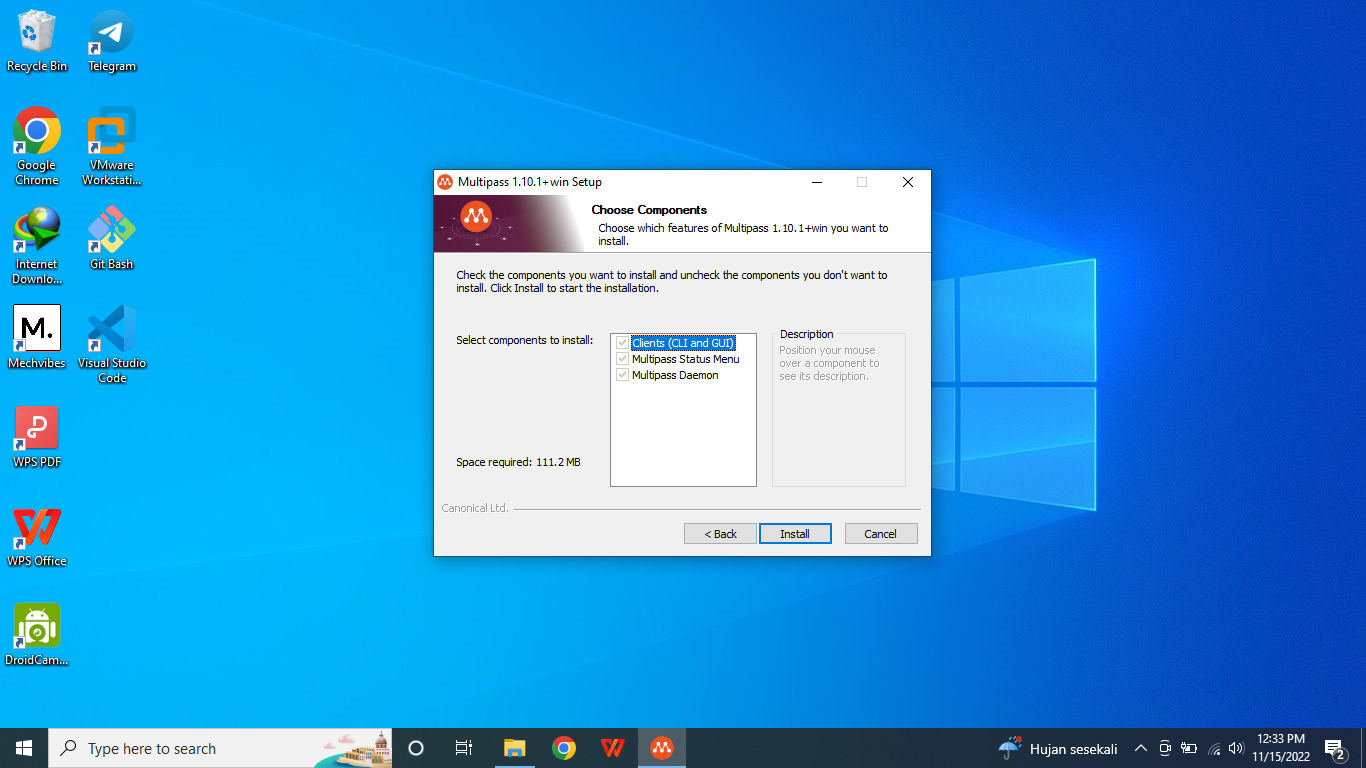 Recycle Bin
Telegram
Google
Chrome
VMware
Workstati...
Internet
Downlo...
Git Bash
M.
Mechvibes
Visual Studio
Code
WPS PDF
WPS Office
DroidCam...
Multipass 1.10.1+win Setup
Choose Components
Choose which features of Multipass 1.10.1+win you want to
install.
Check the components you want to install and uncheck the components you don't want to
install. Click Install to start the installation.
Select components to install:
Clients (CLI and GUI)
Multipass Status Menu
Multipass Daemon
Description
Position your mouse
over a component to
see its description.
Space required: 111.2 MB
Canonical Ltd.
< Back
Install
Cancel
Type here to search
Hujan sesekali
12:33 PM
11/15/2022
2